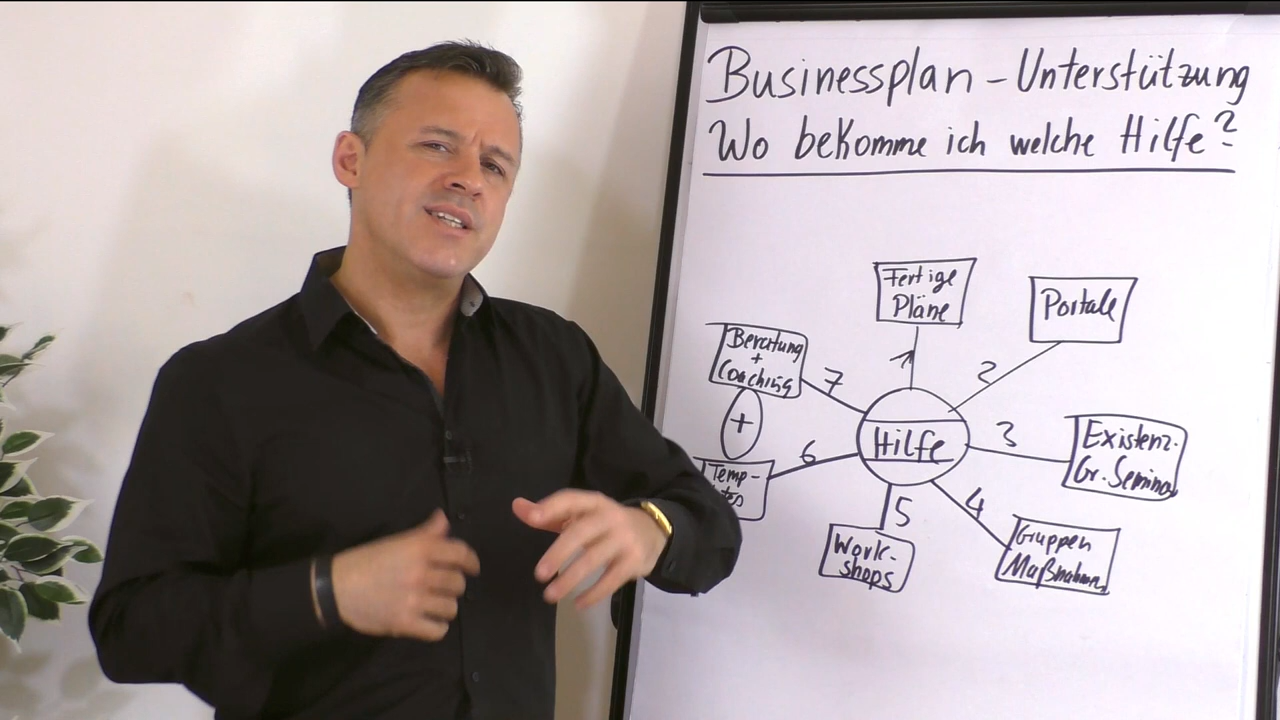 Businessplan - Unterstützung
Wo bekomme ich welche Hilfe?
Fertige
Pläne
1
Portale
2
Existenz-
Gr. Seminar
3
Gruppen
Maßnahmen
4
Work-
shops
5
Temp-
6
+
Beratung
+
Coaching
7
Hilfe